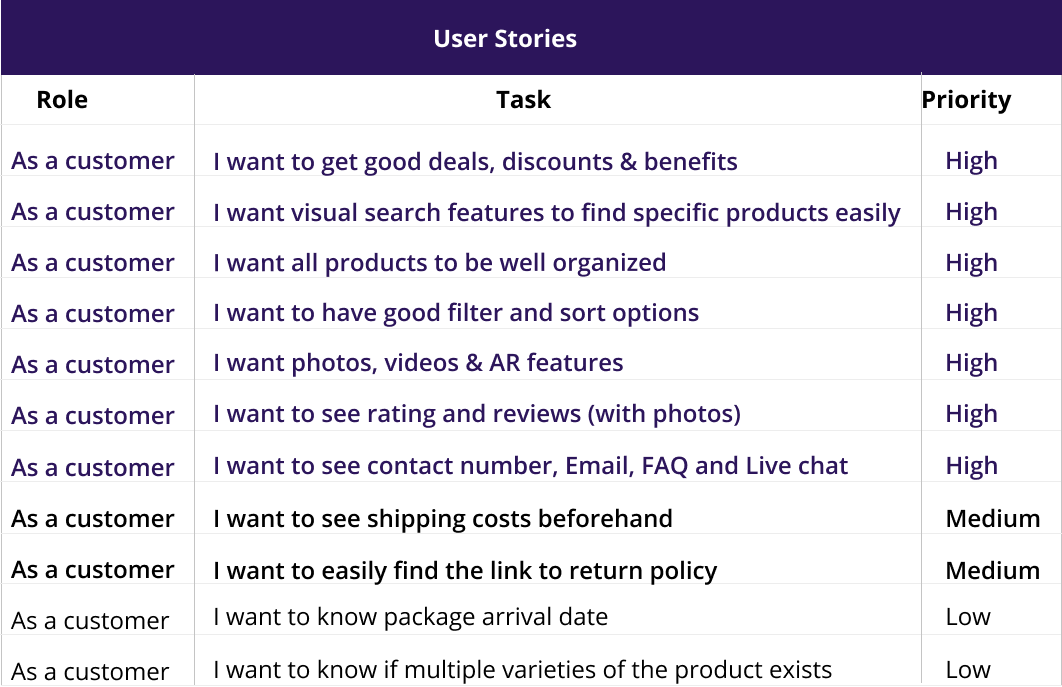 User Stories
Role Task Priority
As a customer I want to get good deals, discounts & benefits High
As a customer I want visual search features to find specific products easily High
As a customer I want all products to be well organized High
As a customer I want to have good filter and sort options High
As a customer I want photos, videos & AR features High
As a customer I want to see rating and reviews (with photos) High
As a customer I want to see contact number, Email, FAQ and Live chat High
As a customer I want to see shipping costs beforehand Medium
As a customer I want to easily find the link to return policy Medium
As a customer I want to know package arrival date Low
As a customer I want to know if multiple varieties of the product exists Low